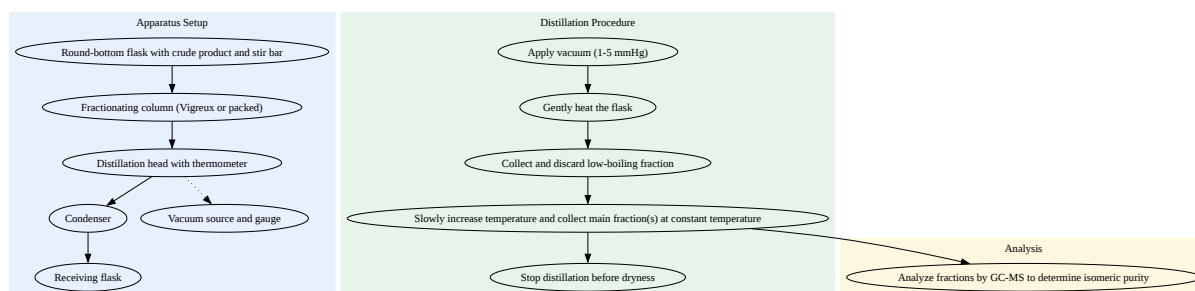 Apparatus Setup
Round-bottom flask with crude product and stir bar
Fractionating column (Vigreux or packed)
Distillation head with thermometer
Condenser
Vacuum source and gauge
Receiving flask
Distillation Procedure
Apply vacuum (1-5 mmHg)
Gently heat the flask
Collect and discard low-boiling fraction
Slowly increase temperature and collect main fraction(s) at constant temperature
Stop distillation before dryness
Analysis
Analyze fractions by GC-MS to determine isomeric purity